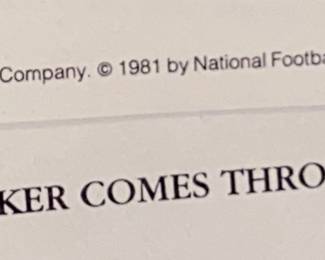 Company. © 1981 by National Footba
KER COMES THRO